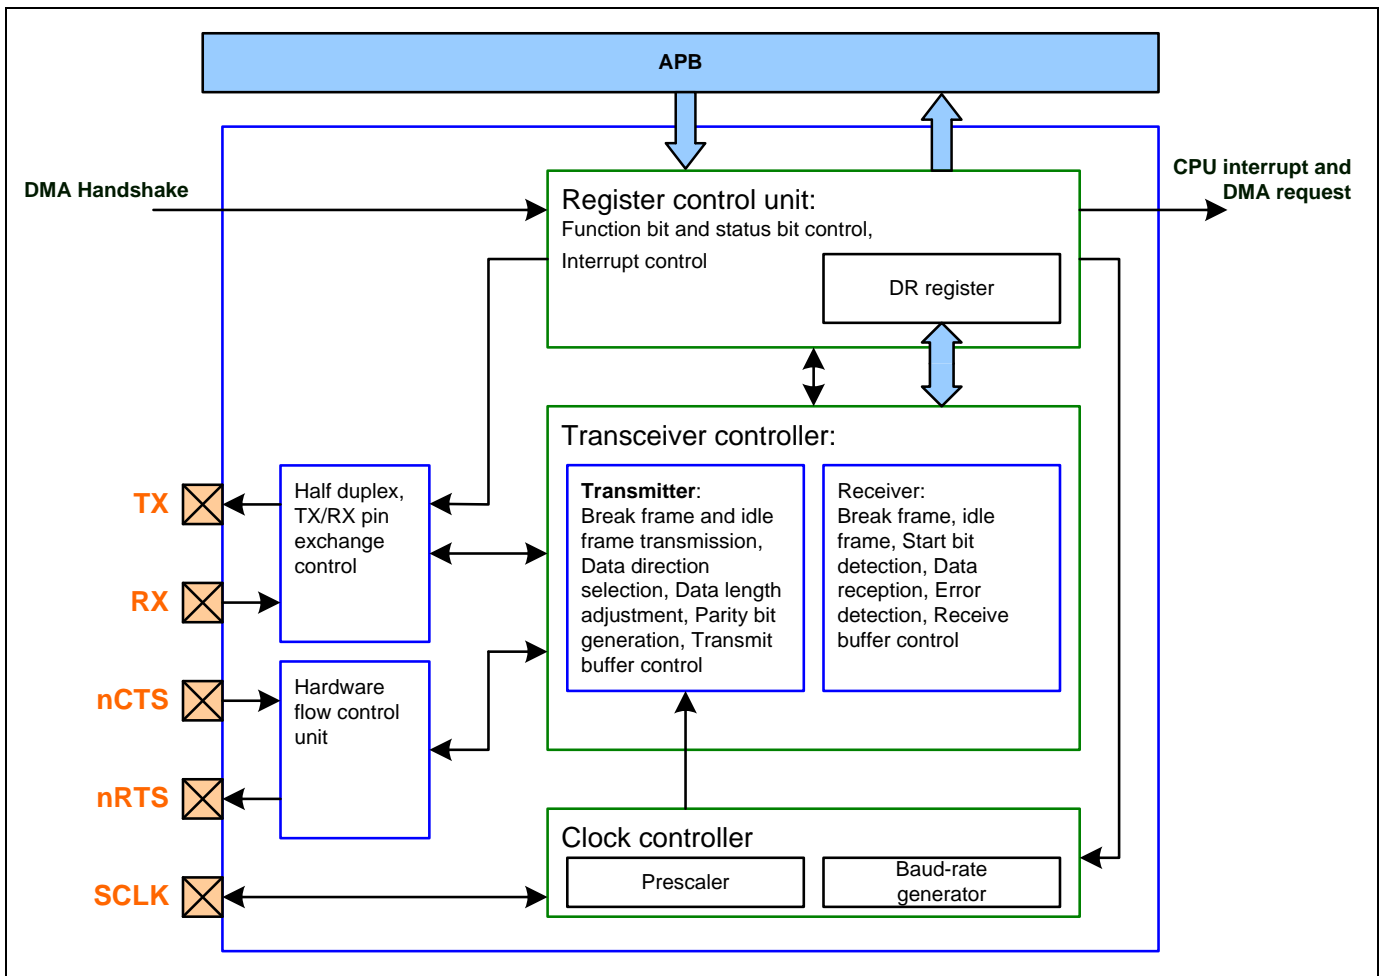 APB
DMA Handshake
CPU interrupt and
DMA request
Register control unit:
Function bit and status bit control,
Interrupt control
DR register
Transceiver controller:
TX
RX
nCTS
nRTS
SCLK
Half duplex,
TX/RX pin
exchange
control
Hardware
flow control
unit
Transmitter:
Break frame and idle
frame transmission,
Data direction
selection, Data length
adjustment, Parity bit
generation, Transmit
buffer control
Receiver:
Break frame, idle
frame, Start bit
detection, Data
reception, Error
detection, Receive
buffer control
Clock controller
Prescaler
Baud-rate
generator